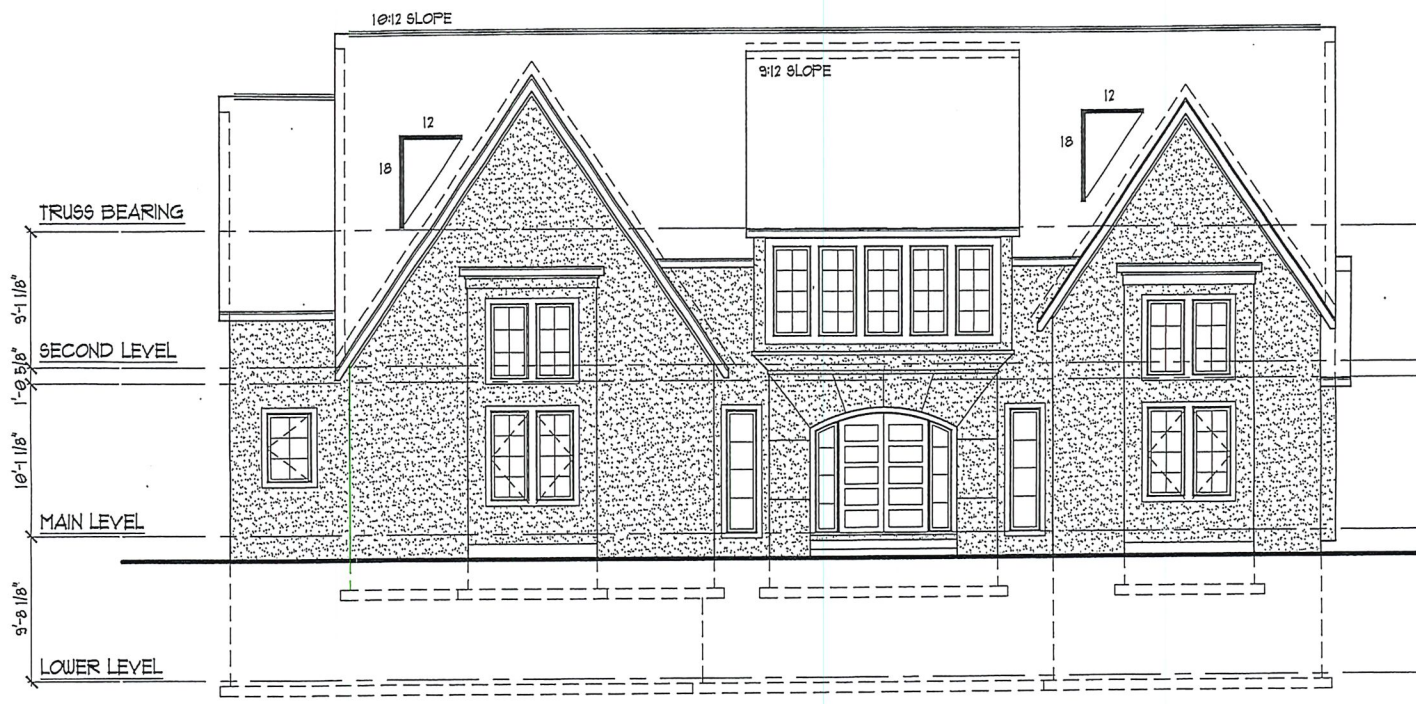 10:12 SLOPE
9:12 SLOPE
12
18
12
18
TRUSS BEARING
9'-1 1/8"
SECOND LEVEL
1'-0 5/8"
10'-1 1/8"
MAIN LEVEL
9'-8 1/8"
LOWER LEVEL